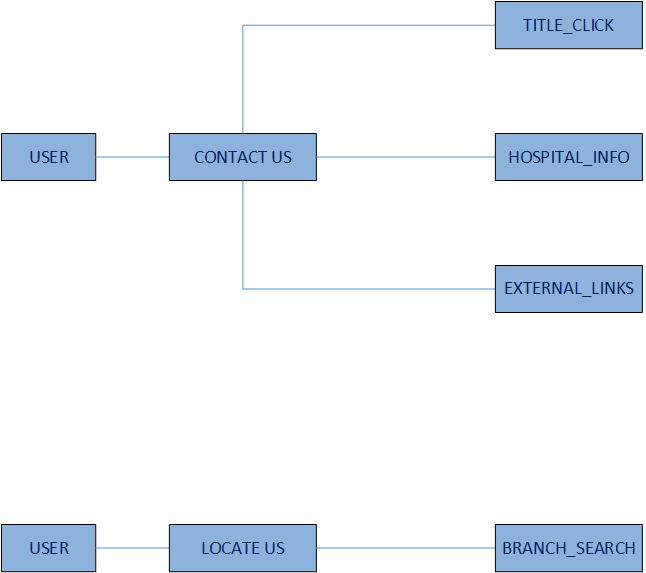 TITLE_CLICK
USER
CONTACT US
HOSPITAL_INFO
EXTERNAL_LINKS
USER
LOCATE US
BRANCH_SEARCH